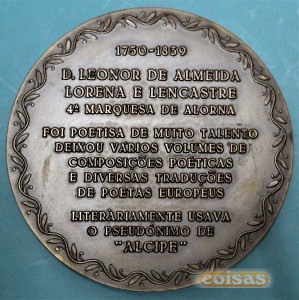 1750-1839
D. LEONOR DE ALMEIDA
LORENA E LENCASTRE
4ª MARQUESA DE ALORNA
FOI POETISA DE MUITO TALENTO
DEIXOU VÁRIOS VOLUMES DE
COMPOSIÇÕES POÉTICAS
E DIVERSAS TRADUÇÕES
DE POETAS EUROPEUS
LITERÀRIAMENTE USAVA
O PSEUDÓNIMO DE
"ALCIPE"
coisas